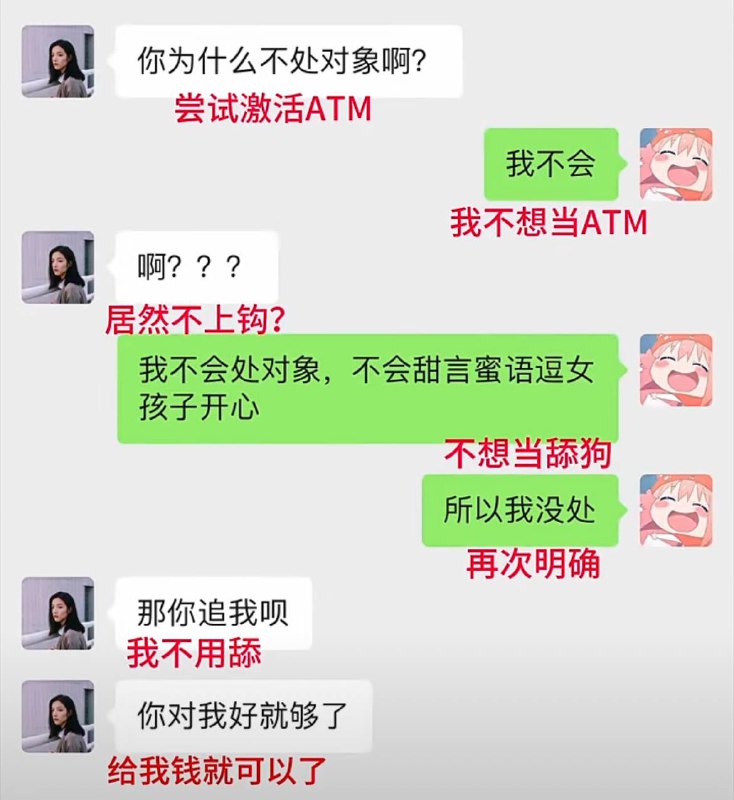 你为什么不处对象啊？
尝试激活ATM
我不会
我不想当ATM
啊？？？
居然不上钩？
我不会处对象，不会甜言蜜语逗女
孩子开心
不想当舔狗
所以我没处
再次明确
那你追我呗
我不用舔
你对我好就够了
给我钱就可以了